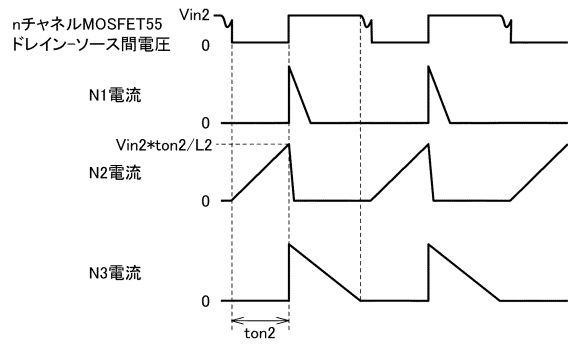 Vin2
nチャネルMOSFET55
ドレイン-ソース間電圧
0
N1電流
0
Vin2*ton2/L2
N2電流
0
N3電流
0
ton2